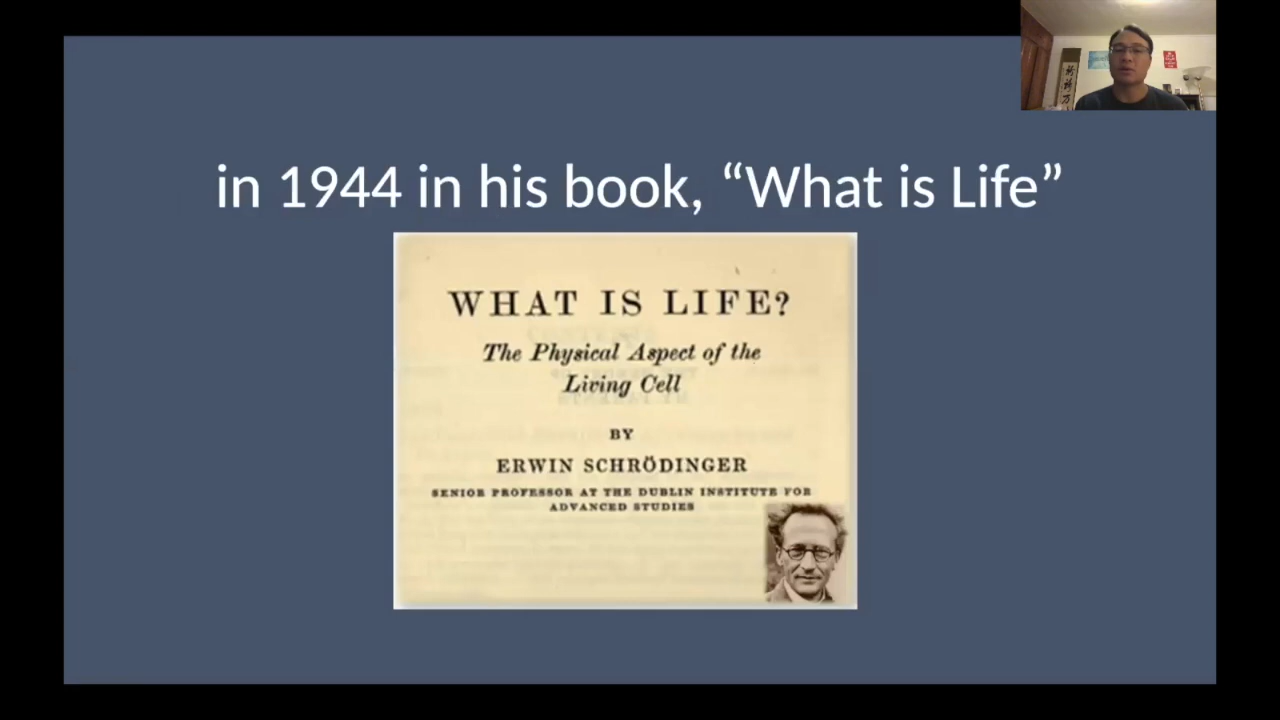 in 1944 in his book, “What is Life”
WHAT IS LIFE?
The Physical Aspect of the
Living Cell
BY
ERWIN SCHRÖDINGER
SENIOR PROFESSOR AT THE DUBLIN INSTITUTE FOR
ADVANCED STUDIES